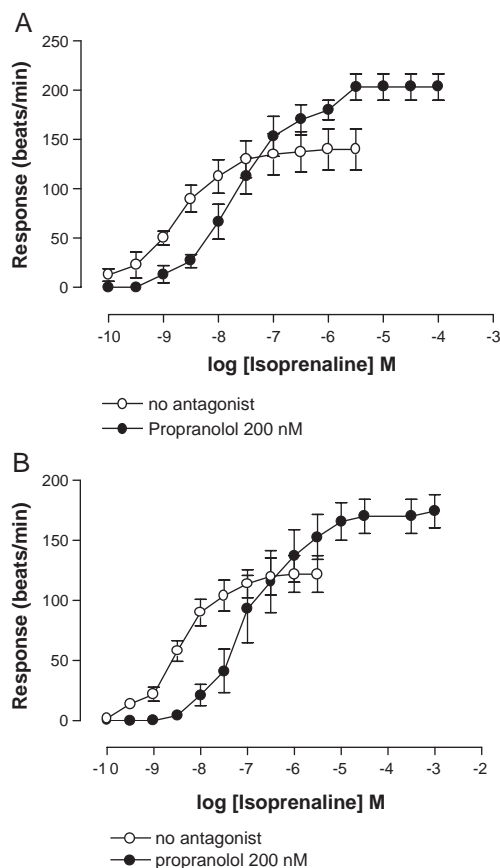 A
250
200
150
100
50
0
Response (beats/min)
-10 -9 -8 -7 -6 -5 -4 -3
log [Isoprenaline] M
no antagonist
Propranolol 200 nM
B
200
150
100
50
0
Response (beats/min)
-10 -9 -8 -7 -6 -5 -4 -3 -2
log [Isoprenaline] M
no antagonist
propranolol 200 nM